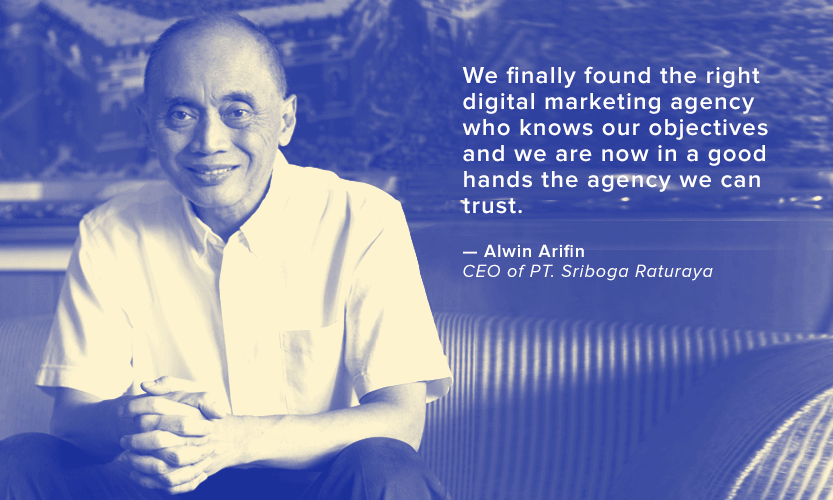 We finally found the right
digital marketing agency
who knows our objectives
and we are now in a good
hands the agency we can
trust.
— Alwin Arifin
CEO of PT. Sriboga Raturaya